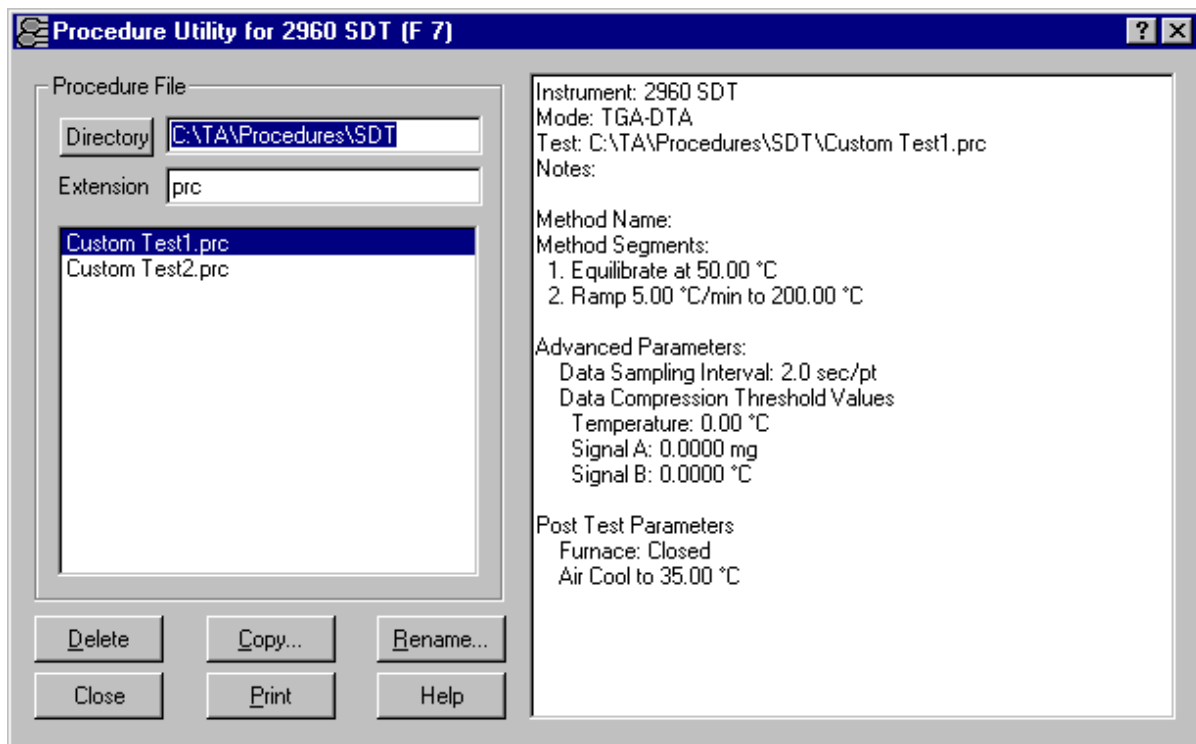 Procedure Utility for 2960 SDT (F 7)
? X
Procedure File
Directory C:\TA\Procedures\SDT
Extension prc
Custom Test1.prc
Custom Test2.prc
Delete Copy... Rename...
Close Print Help
Instrument: 2960 SDT
Mode: TGA-DTA
Test: C:\TA\Procedures\SDT\Custom Test1.prc
Notes:
Method Name:
Method Segments:
1. Equilibrate at 50.00 °C
2. Ramp 5.00 °C/min to 200.00 °C
Advanced Parameters:
Data Sampling Interval: 2.0 sec/pt
Data Compression Threshold Values
Temperature: 0.00 °C
Signal A: 0.0000 mg
Signal B: 0.0000 °C
Post Test Parameters
Furnace: Closed
Air Cool to 35.00 °C